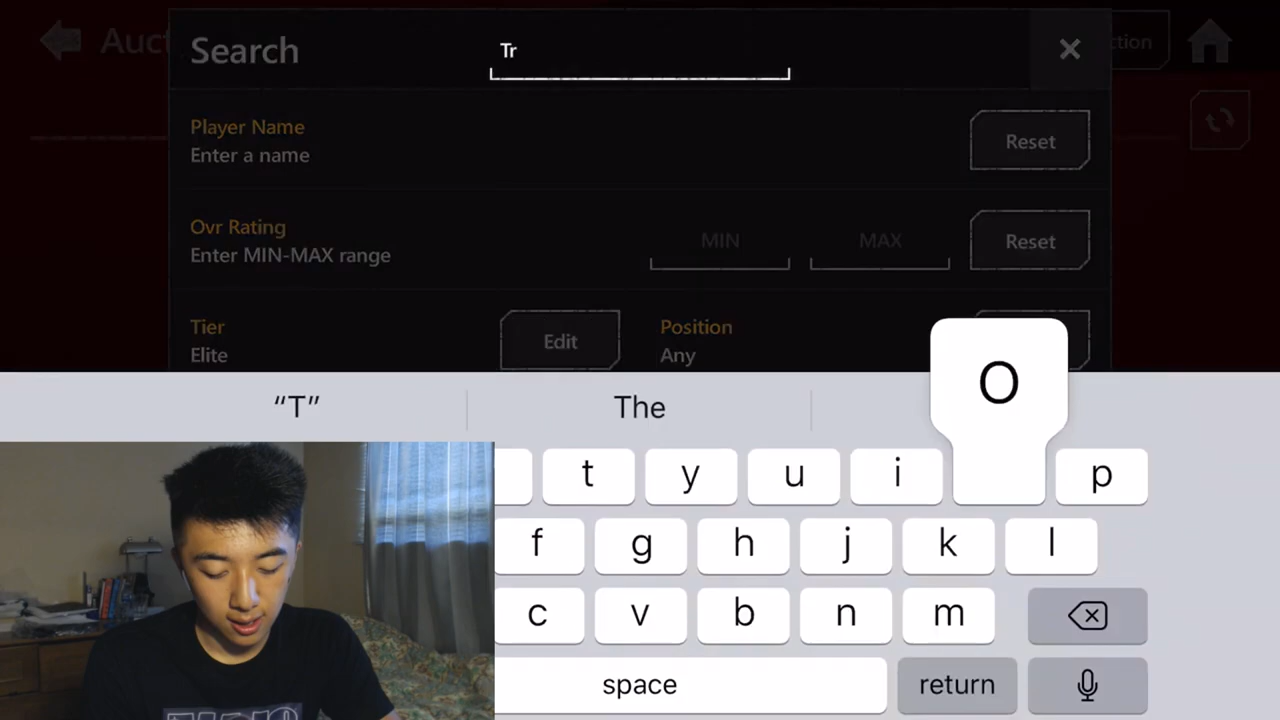 Auct
Search
Tr
ction
Player Name
Enter a name
Reset
Ovr Rating
Enter MIN-MAX range
MIN
MAX
Reset
Tier
Elite
Edit
Position
Any
“T”
The
O
t y u i p
f g h j k l
c v b n m
space
return